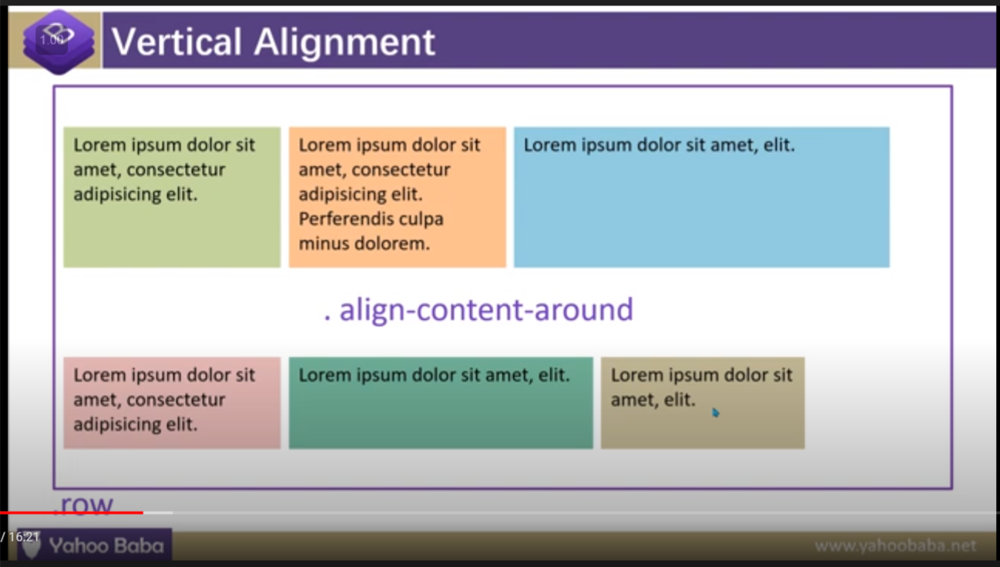 1.00
Vertical Alignment
Lorem ipsum dolor sit
amet, consectetur
adipisicing elit.
Lorem ipsum dolor sit
amet, consectetur
adipisicing elit.
Perferendis culpa
minus dolorem.
Lorem ipsum dolor sit amet, elit.
. align-content-around
Lorem ipsum dolor sit
amet, consectetur
adipisicing elit.
Lorem ipsum dolor sit amet, elit.
Lorem ipsum dolor sit
amet, elit.
.row
/ 16:21
Yahoo Baba
www.yahoobaba.net